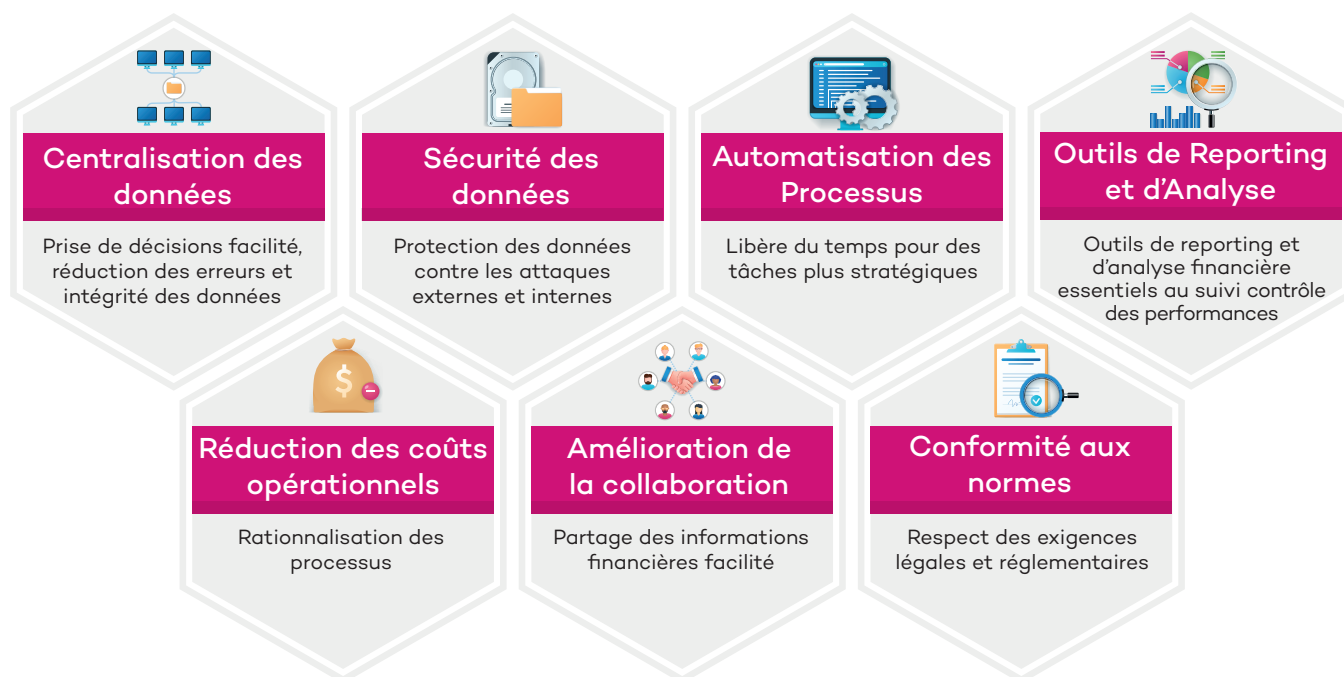 Centralisation des
données
Prise de décisions facilité,
réduction des erreurs et
intégrité des données
Sécurité des
données
Protection des données
contre les attaques
externes et internes
Automatisation des
Processus
Libère du temps pour des
tâches plus stratégiques
Outils de Reporting
et d'Analyse
Outils de reporting et
d'analyse financière
essentiels au suivi contrôle
des performances
$
Réduction des coûts
opérationnels
Rationnalisation des
processus
Amélioration de
la collaboration
Partage des informations
financières facilité
Conformité aux
normes
Respect des exigences
légales et réglementaires